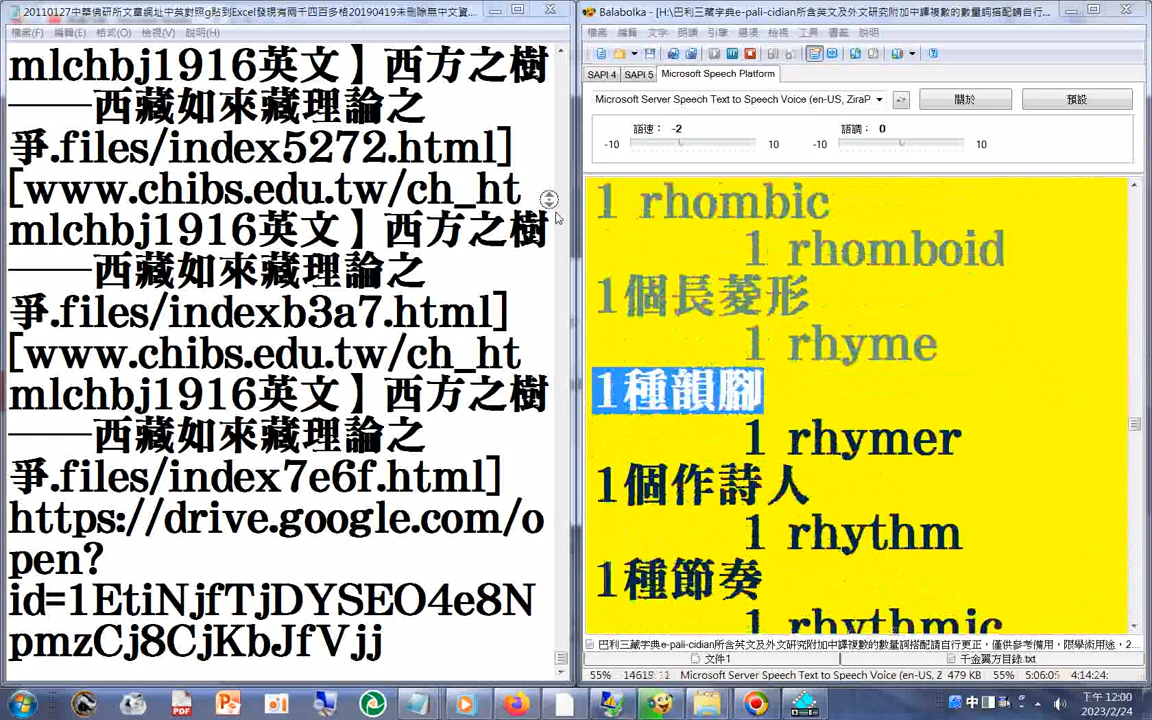 20110127中華佛研所文章網址中英對照g點到Excel發現有兩千四百多格20190419未刪除無中文資...
檔案(F) 編輯(E) 格式(O) 檢視(V) 說明(H)
mlchbj1916英文】西方之樹
——西藏如來藏理論之
爭.files/index5272.html]
[www.chibs.edu.tw/ch_ht
mlchbj1916英文】西方之樹
——西藏如來藏理論之
爭.files/indexb3a7.html]
[www.chibs.edu.tw/ch_ht
mlchbj1916英文】西方之樹
——西藏如來藏理論之
爭.files/index7e6f.html]
https://drive.google.com/o
pen?
id=1EtiNjfTjDYSEO4e8N
pmzCj8CjKbJfVjj
Balabolka - [H:\巴利三藏字典e-pali-cidian所含英文及外文研究附加中譯複數的數量詞搭配請自行...
檔案 編輯 文字 朗讀 引擎 選項 檢視 工具 書籤 說明
SAPI 4 SAPI 5 Microsoft Speech Platform
Microsoft Server Speech Text to Speech Voice (en-US, ZiraP
關於
預設
語速： -2 語調： 0
-10 10 -10 10
1 rhombic
1 rhomboid
1個長菱形
1 rhyme
1種韻腳
1 rhymer
1個作詩人
1 rhythm
1種節奏
1 rhythmic
巴利三藏字典e-pali-cidian所含英文及外文研究附加中譯複數的數量詞搭配請自行更正，僅供參考備用，限學術用途，2...
文件1 千金翼方目錄.txt
55% Microsoft Server Speech Text to Speech Voice (en-US, Z 479 KB 55% 5:06:05 4:14:24:
中
下午 12:00
2023/2/24